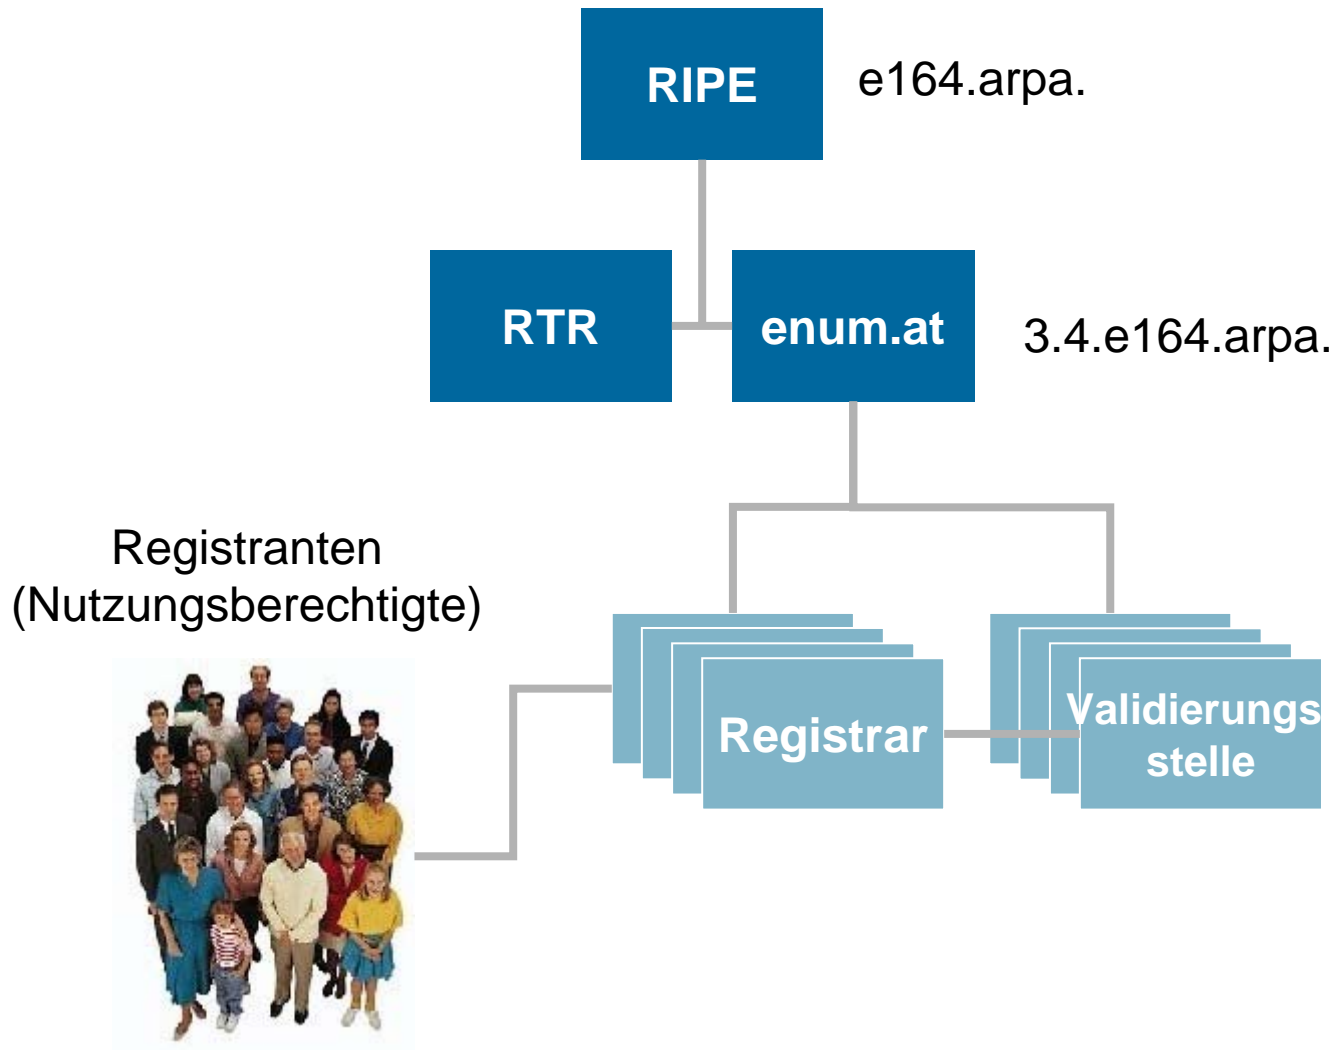 RIPE
e164.arpa.
RTR
enum.at
3.4.e164.arpa.
Registranten
(Nutzungsberechtigte)
Registrar
Validierungs
stelle